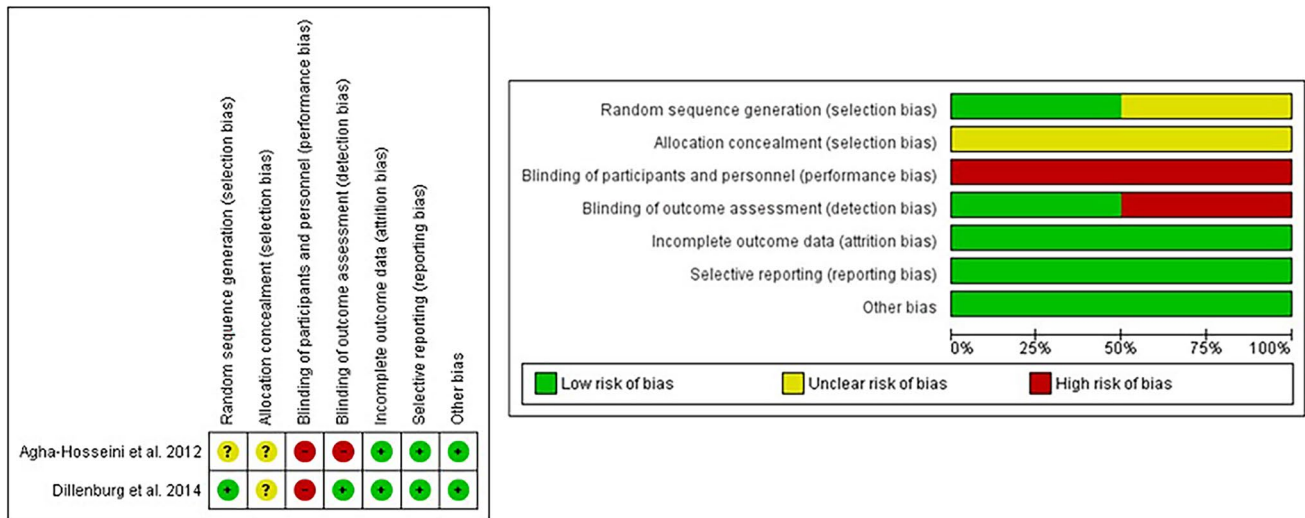 Random sequence generation (selection bias)
Allocation concealment (selection bias)
Blinding of participants and personnel (performance bias)
Blinding of outcome assessment (detection bias)
Incomplete outcome data (attrition bias)
Selective reporting (reporting bias)
Other bias
Agha-Hosseini et al. 2012 ? ? - - + + +
Dillenburg et al. 2014 + ? - + + + +
Random sequence generation (selection bias)
Allocation concealment (selection bias)
Blinding of participants and personnel (performance bias)
Blinding of outcome assessment (detection bias)
Incomplete outcome data (attrition bias)
Selective reporting (reporting bias)
Other bias
0% 25% 50% 75% 100%
Low risk of bias Unclear risk of bias High risk of bias